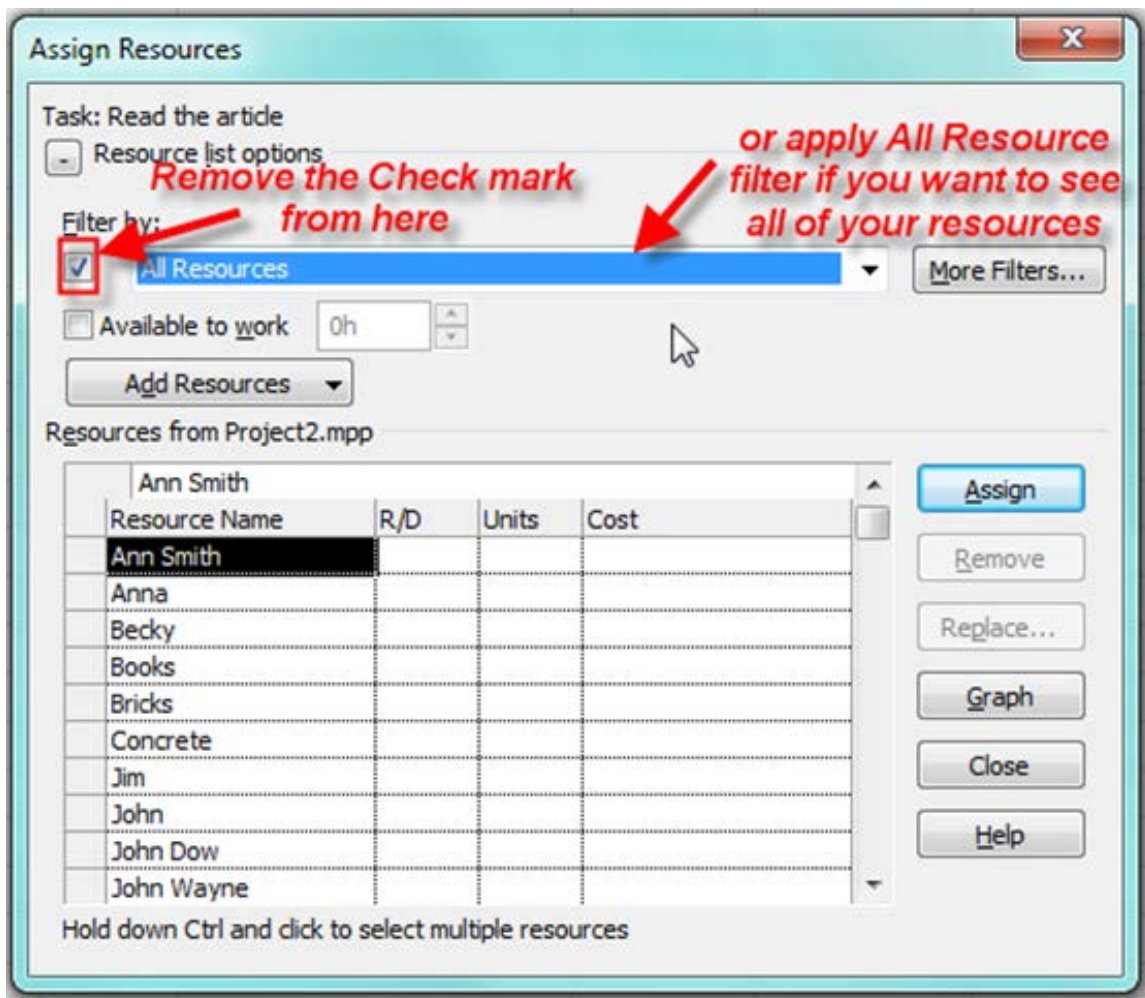 Assign Resources
Task: Read the article
or apply All Resource
- Resource list options
filter if you want to see
all of your resources
Remove the Check mark
from here
Filter by:
All Resources
More Filters...
Available to work 0h
Add Resources
Resources from Project2.mpp
Ann Smith
Resource Name R/D Units Cost
Ann Smith
Anna
Becky
Books
Bricks
Concrete
Jim
John
John Dow
John Wayne
Assign
Remove
Replace...
Graph
Close
Help
Hold down Ctrl and click to select multiple resources